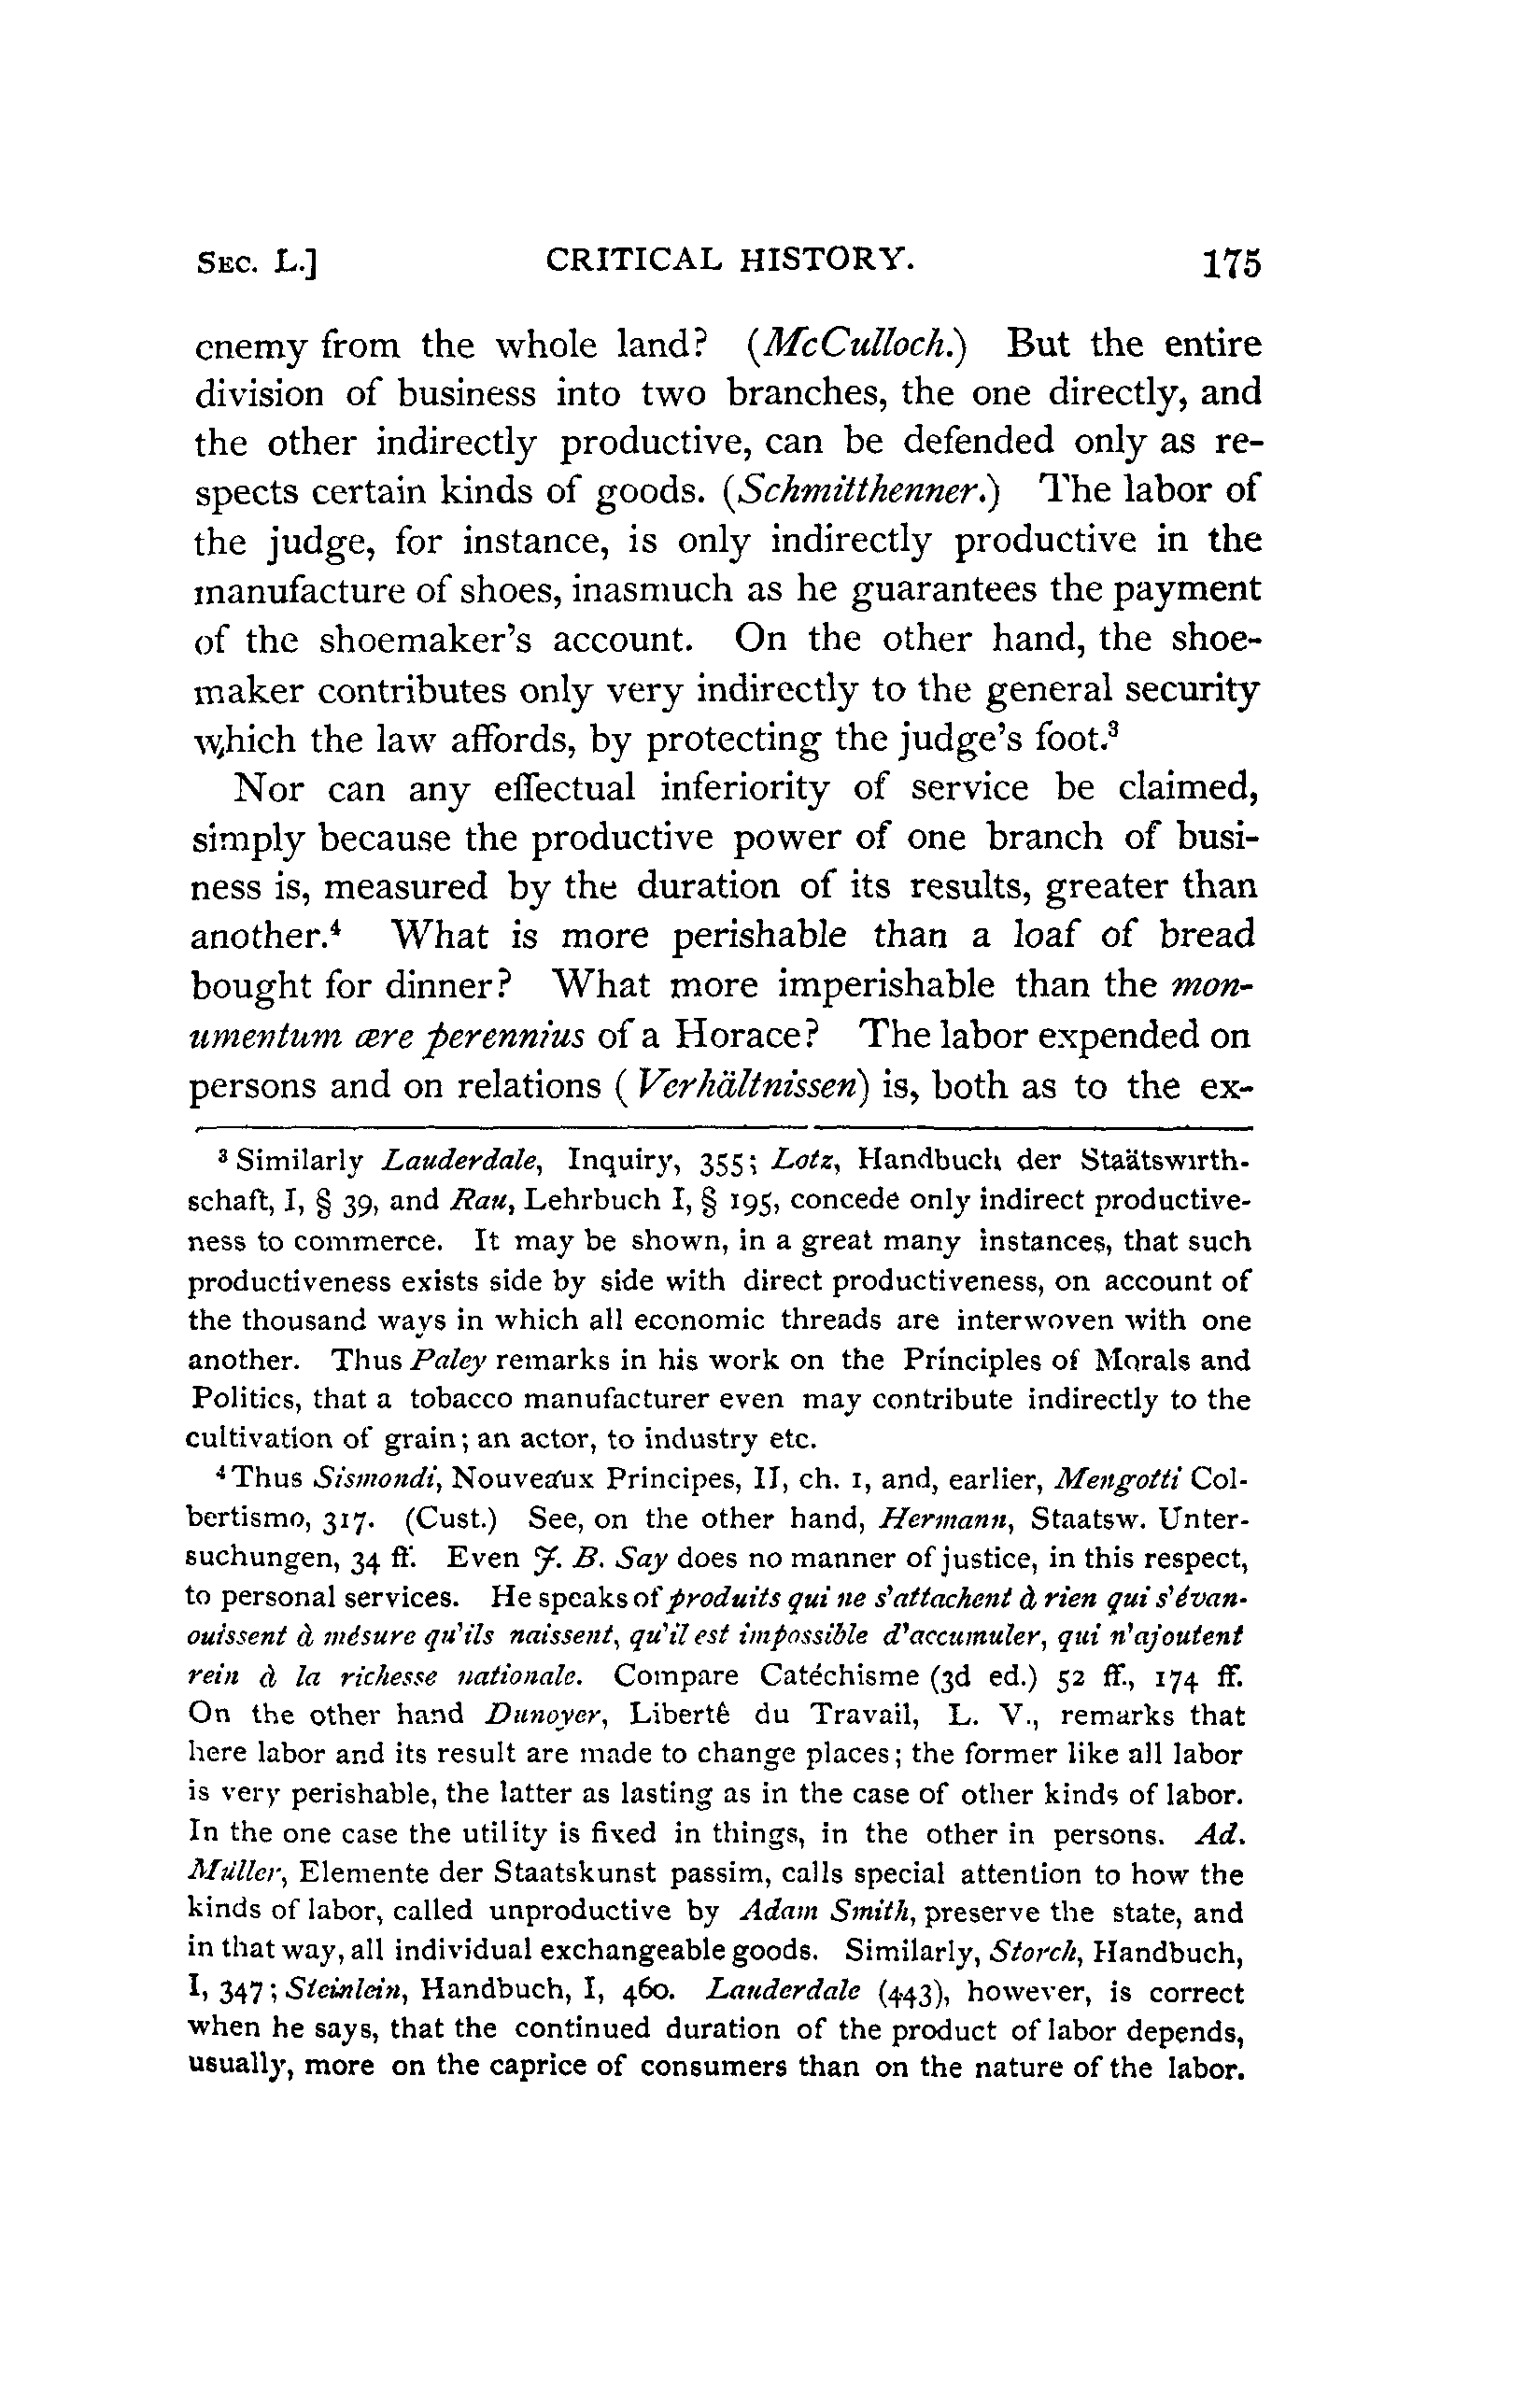 SEC. L.] CRITICAL HISTORY. 175
enemy from the whole land? (McCulloch.) But the entire
division of business into two branches, the one directly, and
the other indirectly productive, can be defended only as re-
spects certain kinds of goods. (Schmitthenner.) The labor of
the judge, for instance, is only indirectly productive in the
manufacture of shoes, inasmuch as he guarantees the payment
of the shoemaker's account. On the other hand, the shoe-
maker contributes only very indirectly to the general security
which the law affords, by protecting the judge's foot.³
Nor can any effectual inferiority of service be claimed,
simply because the productive power of one branch of busi-
ness is, measured by the duration of its results, greater than
another.⁴ What is more perishable than a loaf of bread
bought for dinner? What more imperishable than the mon-
umentum ære perennius of a Horace? The labor expended on
persons and on relations (Verhältnissen) is, both as to the ex-
³ Similarly Lauderdale, Inquiry, 355; Lotz, Handbuch der Staätswirth-
schaft, I, § 39, and Rau, Lehrbuch I, § 195, concede only indirect productive-
ness to commerce. It may be shown, in a great many instances, that such
productiveness exists side by side with direct productiveness, on account of
the thousand ways in which all economic threads are interwoven with one
another. Thus Paley remarks in his work on the Principles of Morals and
Politics, that a tobacco manufacturer even may contribute indirectly to the
cultivation of grain; an actor, to industry etc.
⁴ Thus Sismondi, Nouveaux Principes, II, ch. 1, and, earlier, Mengotti Col-
bertismo, 317. (Cust.) See, on the other hand, Hermann, Staatsw. Unter-
suchungen, 34 ff. Even J. B. Say does no manner of justice, in this respect,
to personal services. He speaks of produits qui ne s'attachent à rien qui s'évan-
ouissent à mésure qu'ils naissent, qu'il est impossible d'accumuler, qui n'ajoutent
rein à la richesse nationale. Compare Catéchisme (3d ed.) 52 ff., 174 ff.
On the other hand Dunoyer, Libertê du Travail, L. V., remarks that
here labor and its result are made to change places; the former like all labor
is very perishable, the latter as lasting as in the case of other kinds of labor.
In the one case the utility is fixed in things, in the other in persons. Ad.
Müller, Elemente der Staatskunst passim, calls special attention to how the
kinds of labor, called unproductive by Adam Smith, preserve the state, and
in that way, all individual exchangeable goods. Similarly, Storch, Handbuch,
I, 347; Steinlein, Handbuch, I, 460. Lauderdale (443), however, is correct
when he says, that the continued duration of the product of labor depends,
usually, more on the caprice of consumers than on the nature of the labor.